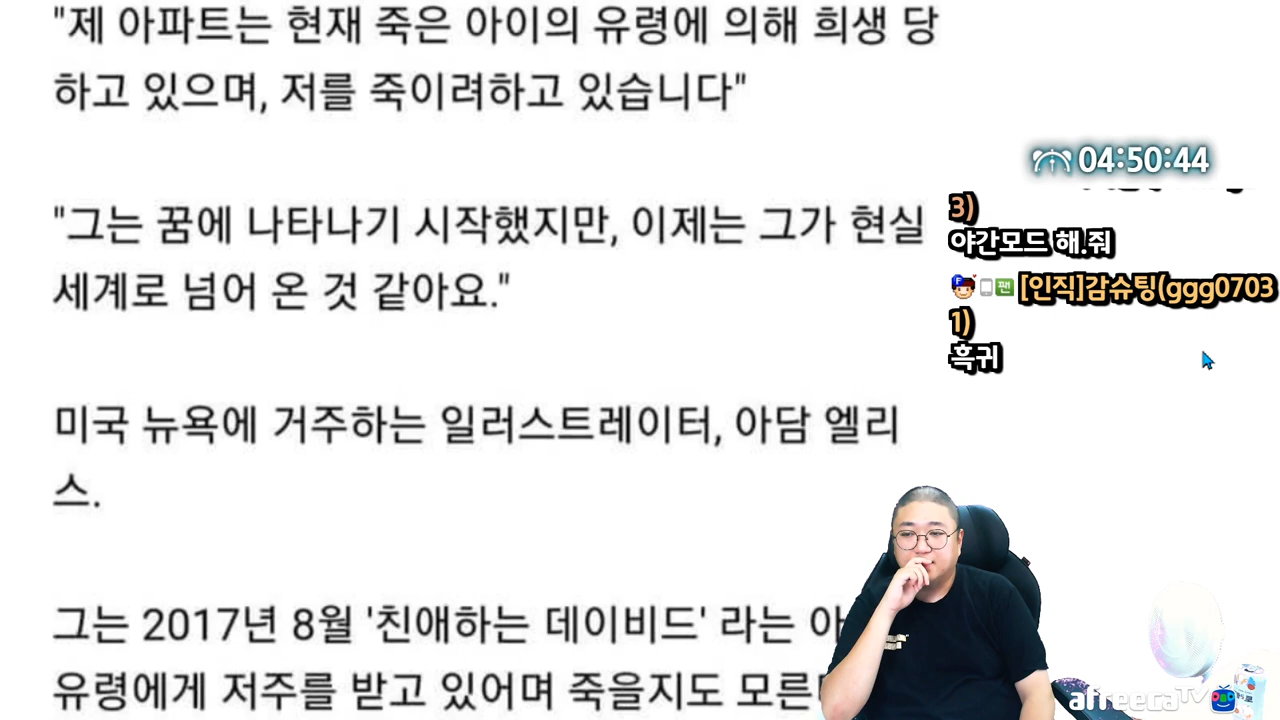 "제 아파트는 현재 죽은 아이의 유령에 의해 희생 당
하고 있으며, 저를 죽이려하고 있습니다"
"그는 꿈에 나타나기 시작했지만, 이제는 그가 현실
세계로 넘어 온 것 같아요."
미국 뉴욕에 거주하는 일러스트레이터, 아담 엘리
스.
그는 2017년 8월 '친애하는 데이비드' 라는
유령에게 저주를 받고 있어며 죽을지도
04:50:44
3)
야간모드 해.줘
F 팬 [인직]감슈팅(ggg0703
1)
흑귀
afreecaTV